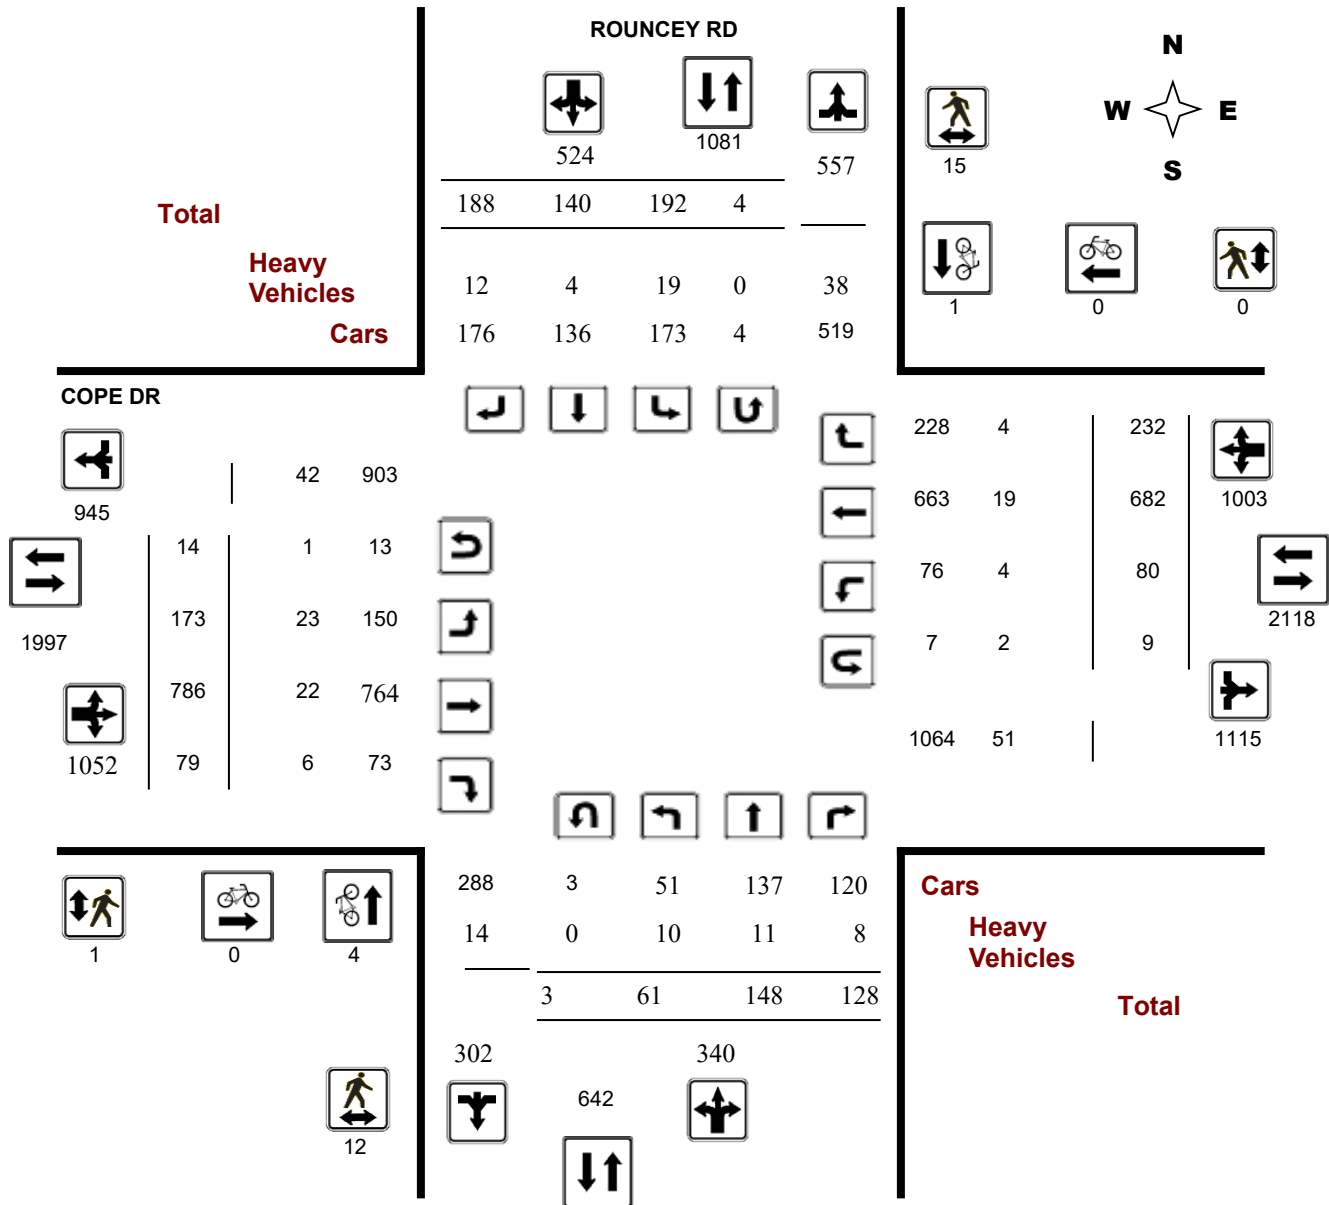 ROUNCEY RD
N
W E
S
524
1081
557
15
188 140 192 4
Total
Heavy
Vehicles
12 4 19 0 38
1 0 0
Cars
176 136 173 4 519
COPE DR
228 4 232
42 903
945
663 19 682 1003
14 1 13
76 4 80
173 23 150
2118
1997
7 2 9
786 22 764
1064 51 1115
1052 79 6 73
288 3 51 137 120
Cars
14 0 10 11 8
Heavy
Vehicles
1 0 4
3 61 148 128
Total
302 340
642
12